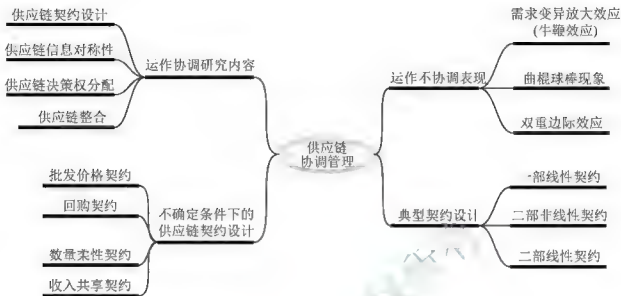 供应链契约设计
供应链信息对称性
供应链决策权分配
供应链整合
运作协调研究内容
批发价格契约
回购契约
数量柔性契约
收入共享契约
不确定条件下的
供应链契约设计
供应链
协调管理
运作不协调表现
需求变异放大效应
(牛鞭效应)
曲棍球棒现象
双重边际效应
典型契约设计
一部线性契约
二部非线性契约
二部线性契约